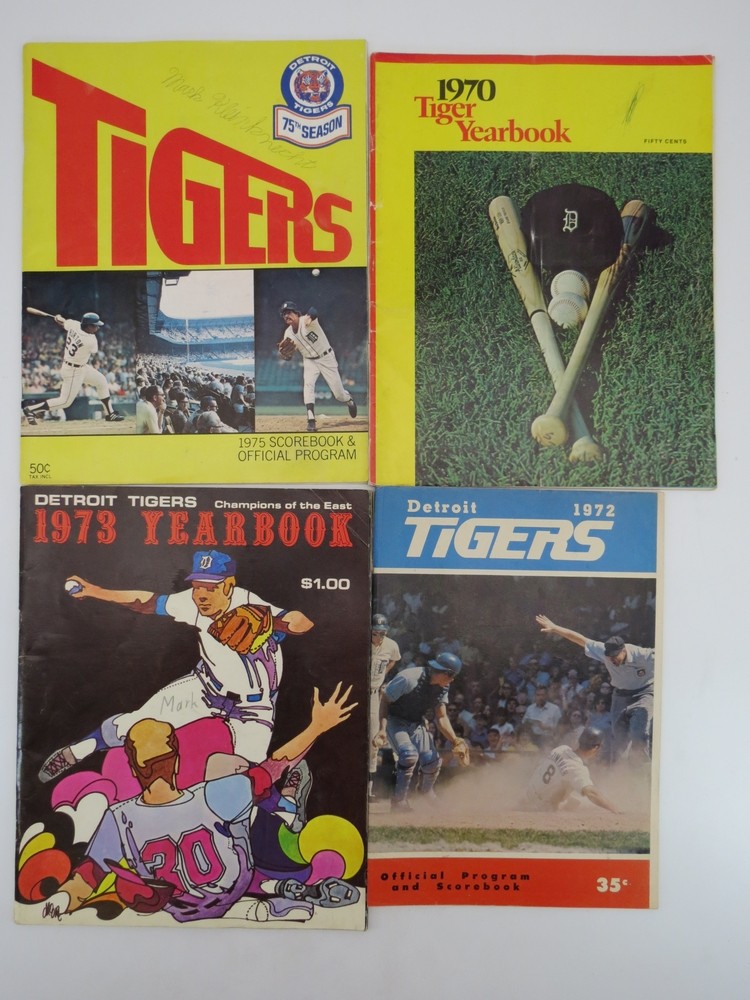 Mark
DETROIT
TIGERS
75TH SEASON
TIGERS
23
1975 SCOREBOOK &
OFFICIAL PROGRAM
50¢
TAX INCL.
1970
Tiger
Yearbook
FIFTY CENTS
D
DETROIT TIGERS Champions of the East
1973 YEARBOOK
$1.00
D
Mark
30
Detroit 1972
TIGERS
8
Official Program
and Scorebook
35¢